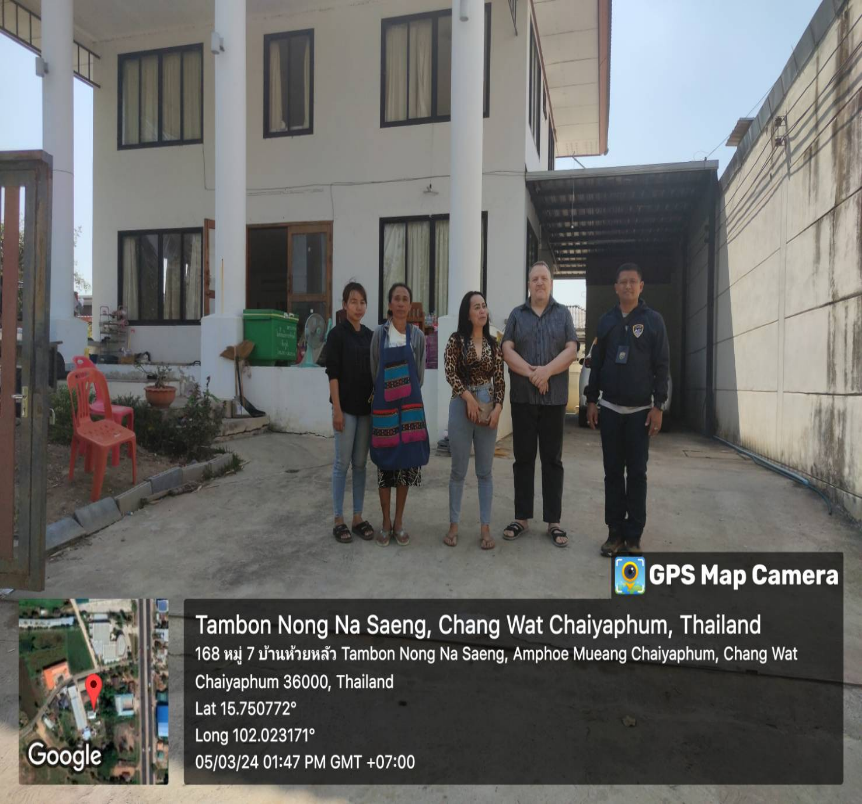 GPS Map Camera
Tambon Nong Na Saeng, Chang Wat Chaiyaphum, Thailand
168 หมู่ 7 บ้านห้วยหลัว Tambon Nong Na Saeng, Amphoe Mueang Chaiyaphum, Chang Wat
Chaiyaphum 36000, Thailand
Lat 15.750772°
Long 102.023171°
05/03/24 01:47 PM GMT +07:00
Google